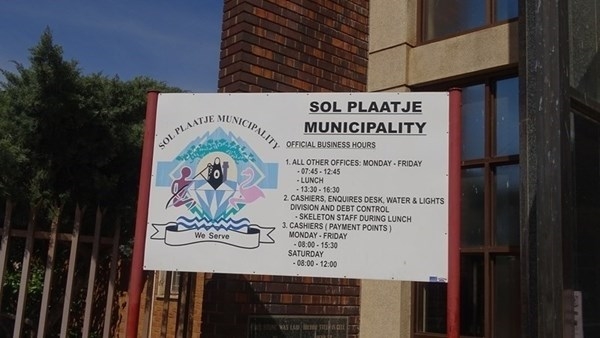 SOL PLAATJE MUNICIPALITY
We Serve
SOL PLAATJE
MUNICIPALITY
OFFICIAL BUSINESS HOURS
1. ALL OTHER OFFICES: MONDAY - FRIDAY
- 07:45 - 12:45
- LUNCH
- 13:30 - 16:30
2. CASHIERS, ENQUIRES DESK, WATER & LIGHTS
DIVISION AND DEBT CONTROL
- SKELETON STAFF DURING LUNCH
3. CASHIERS ( PAYMENT POINTS )
MONDAY - FRIDAY
- 08:00 - 15:30
SATURDAY
- 08:00 - 12:00